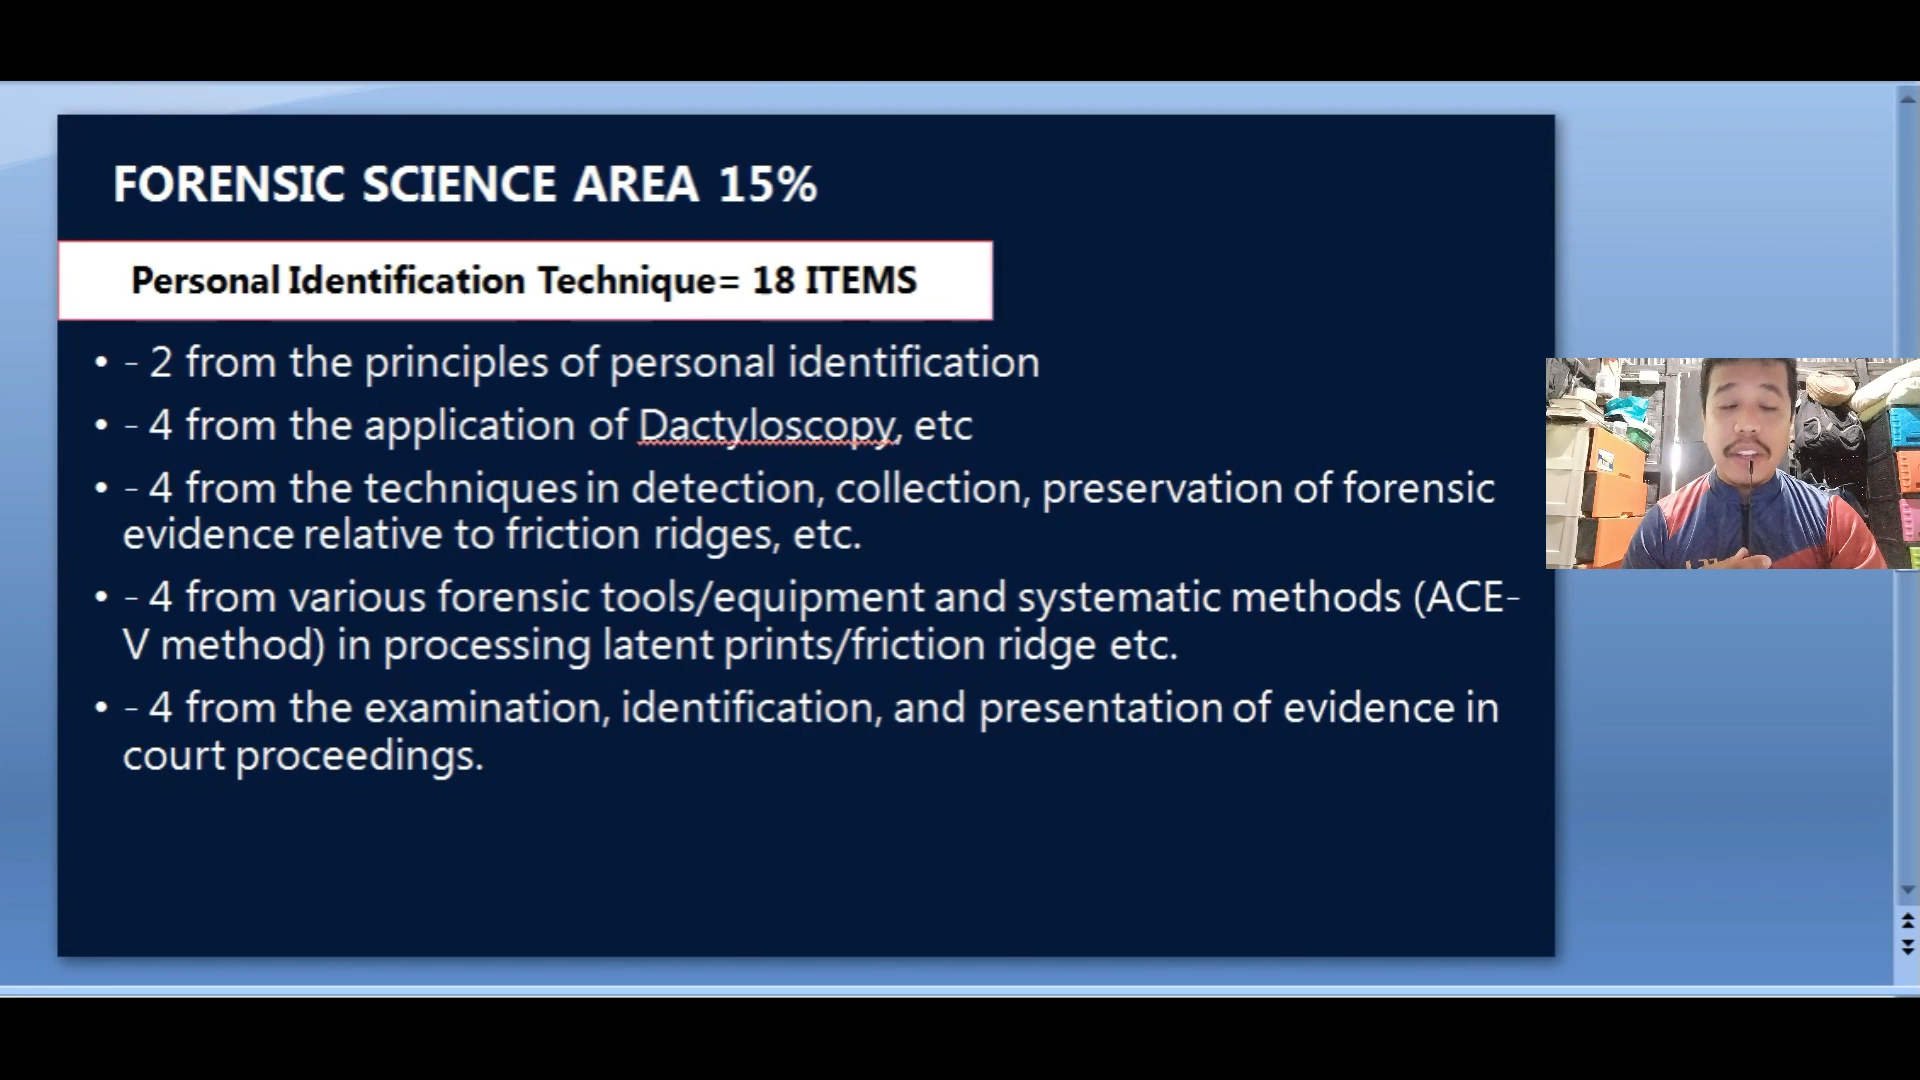 FORENSIC SCIENCE AREA 15%
Personal Identification Technique= 18 ITEMS
• - 2 from the principles of personal identification
• - 4 from the application of Dactyloscopy, etc
• - 4 from the techniques in detection, collection, preservation of forensic
evidence relative to friction ridges, etc.
• - 4 from various forensic tools/equipment and systematic methods (ACE-
V method) in processing latent prints/friction ridge etc.
• - 4 from the examination, identification, and presentation of evidence in
court proceedings.